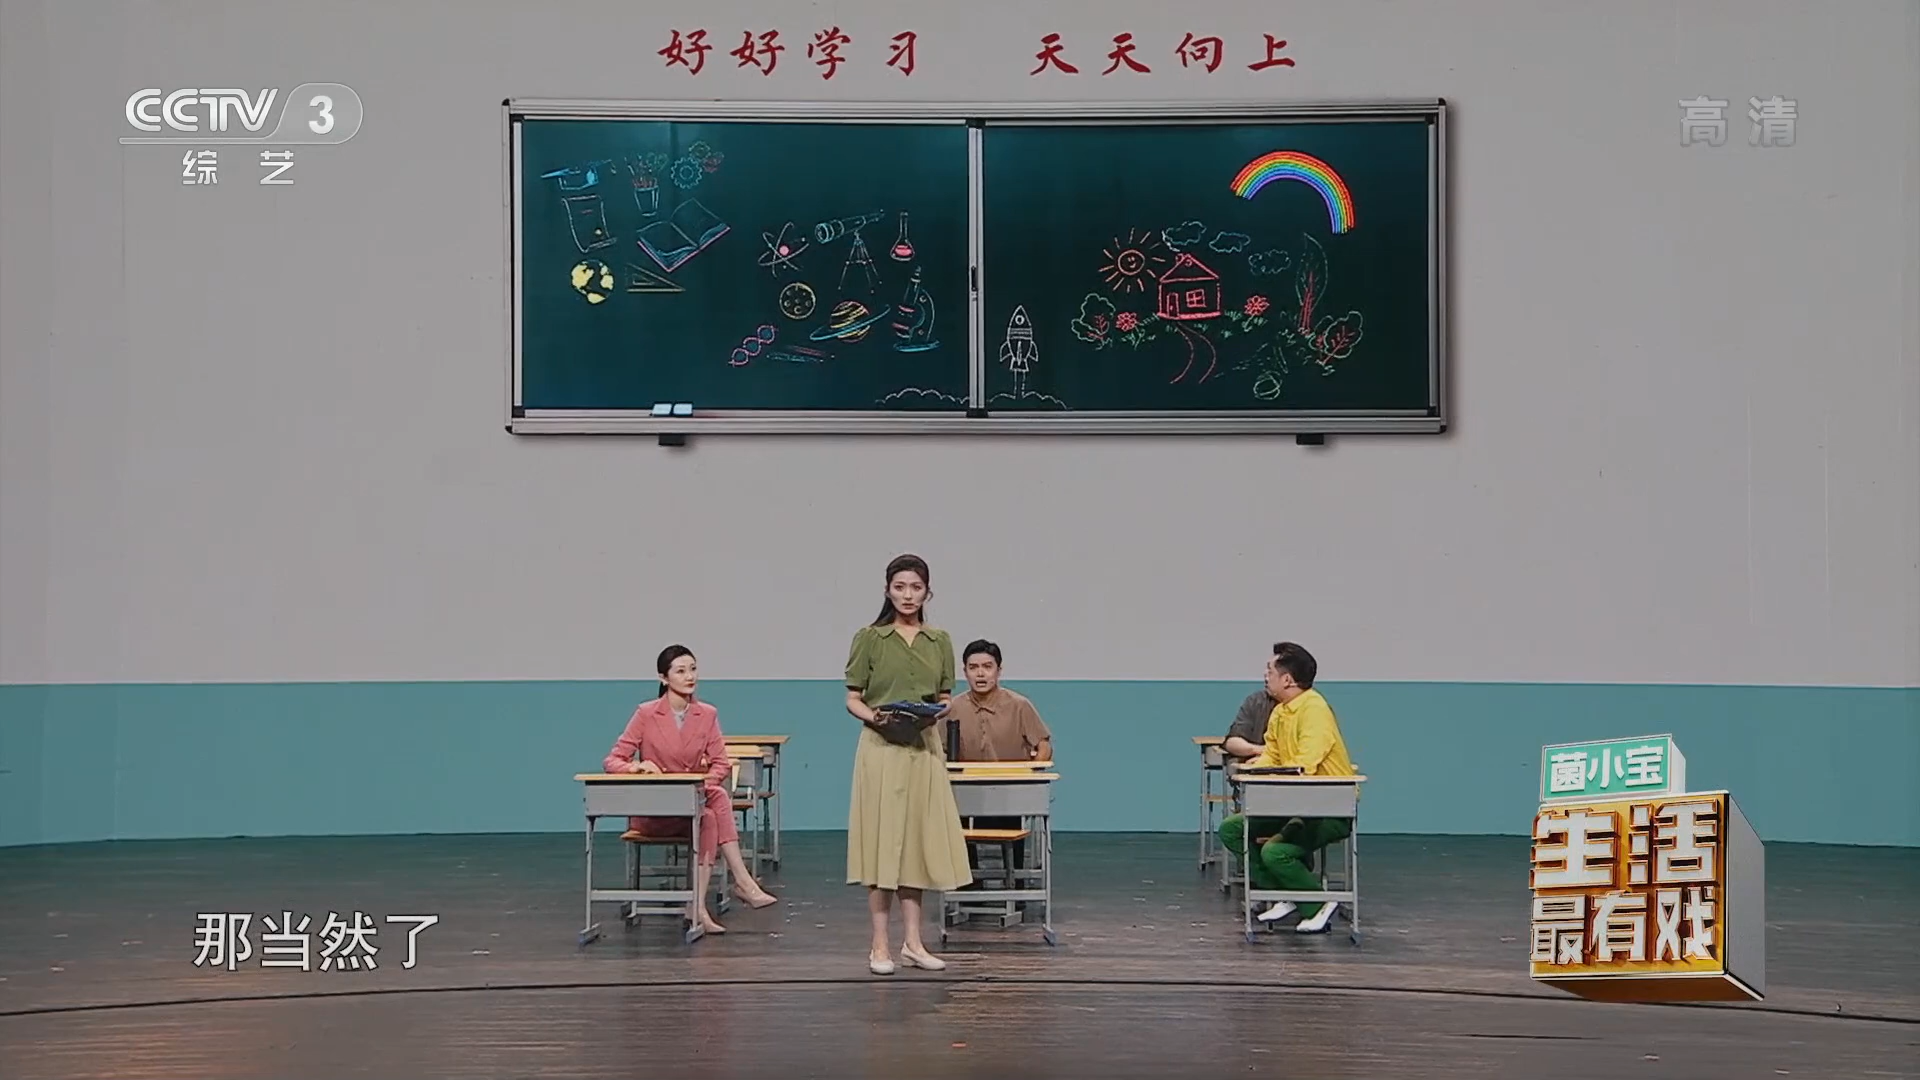 好好学习 天天向上
CCTV 3
综艺
高清
菌小宝
生活
最有戏
那当然了